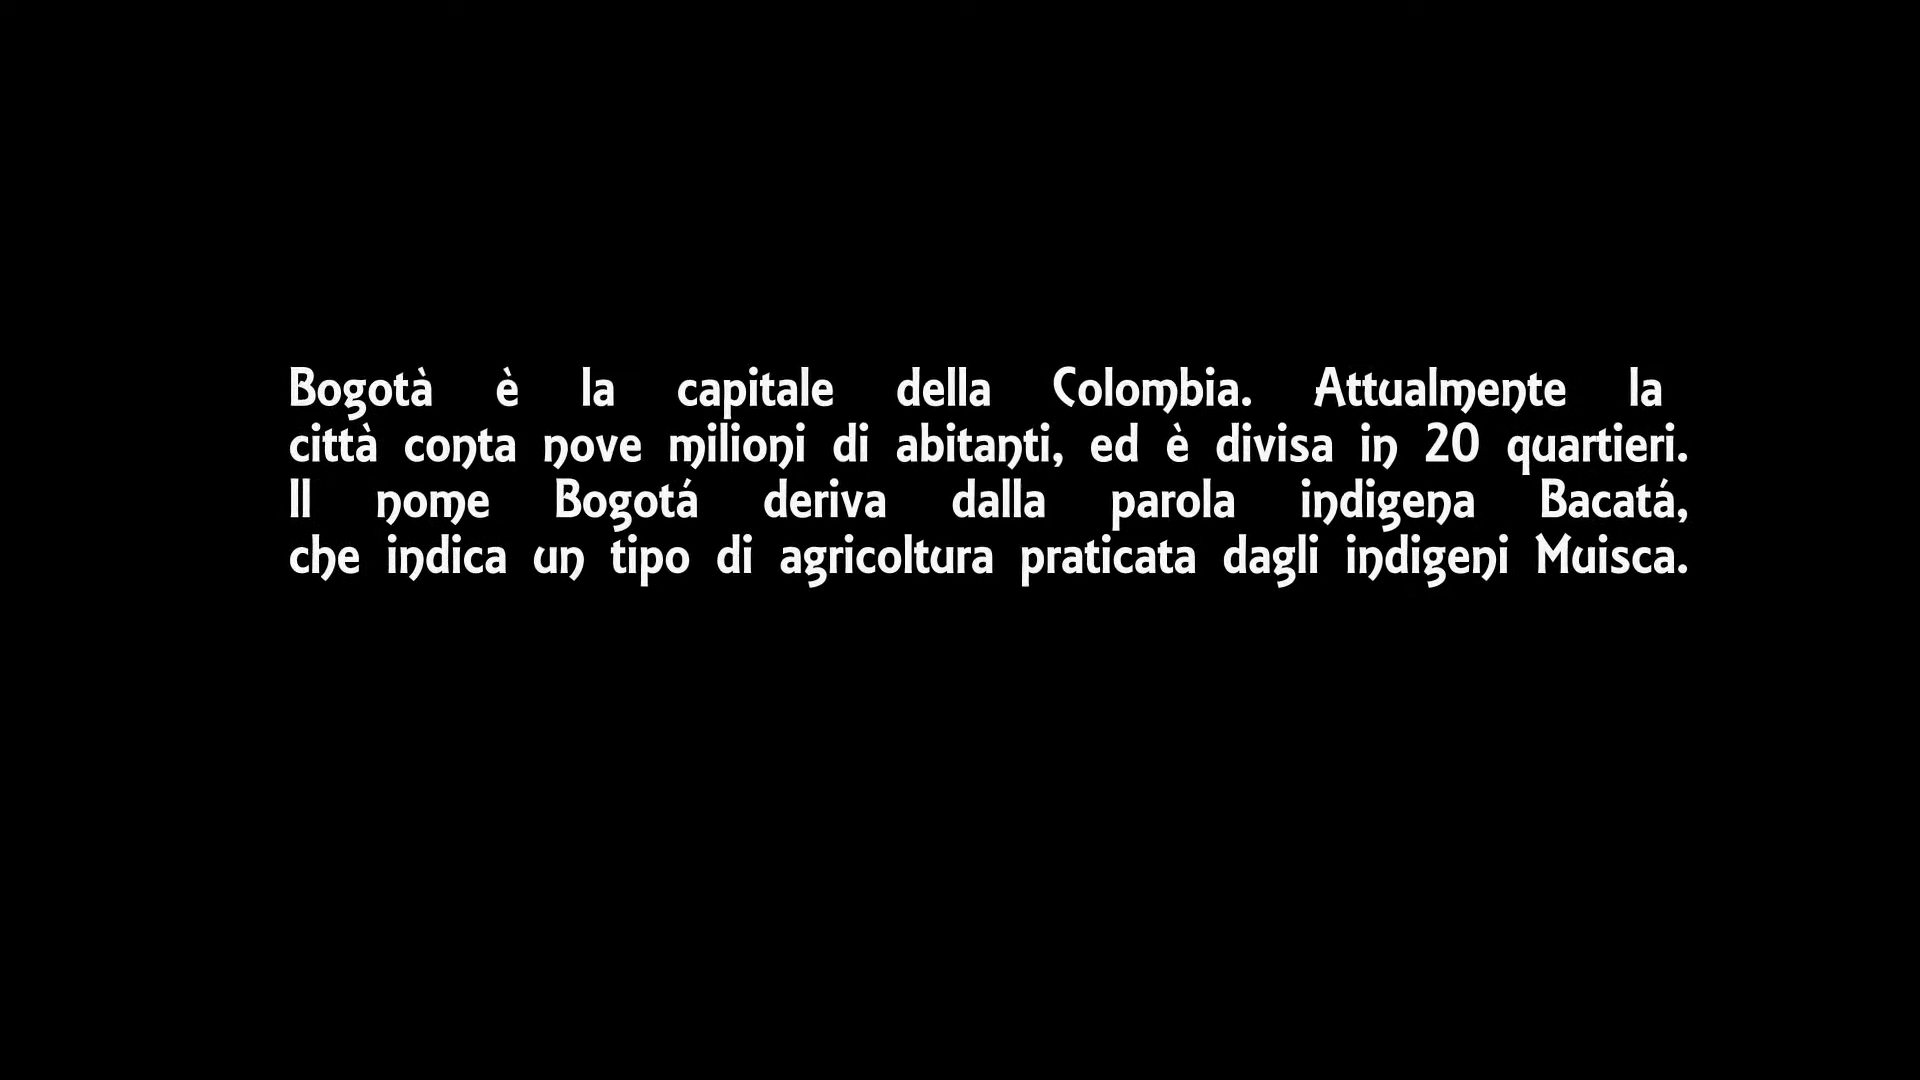 Bogotà è la capitale della Colombia. Attualmente la
città conta nove milioni di abitanti, ed è divisa in 20 quartieri.
Il nome Bogotá deriva dalla parola indigena Bacatá,
che indica un tipo di agricoltura praticata dagli indigeni Muisca.